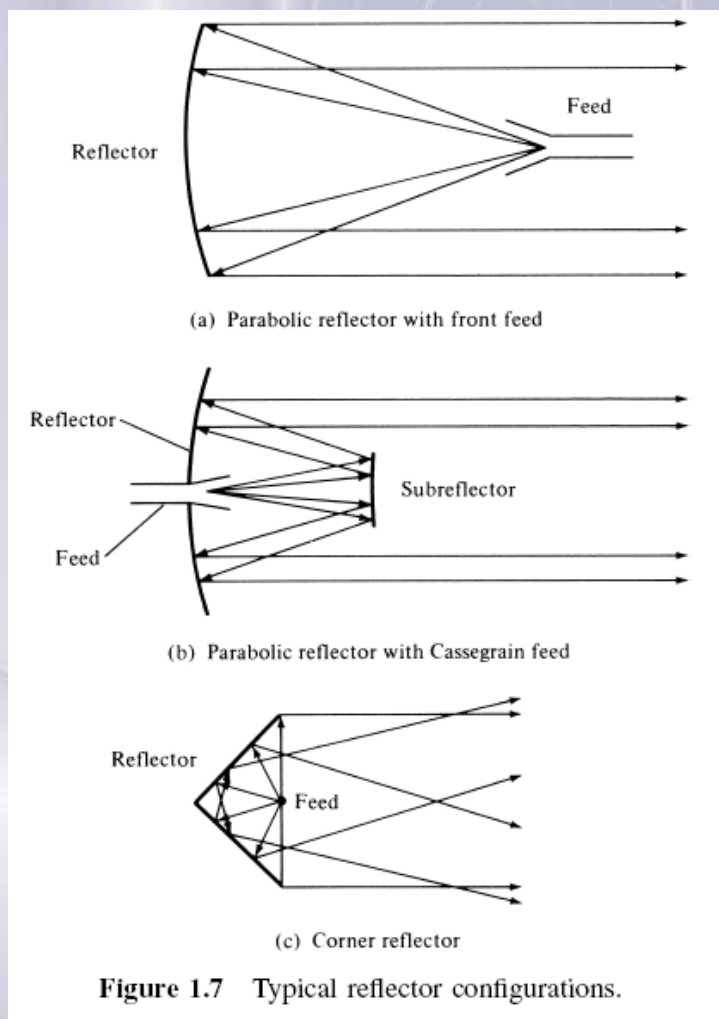 Feed
Reflector
(a) Parabolic reflector with front feed
Reflector
Subreflector
Feed
(b) Parabolic reflector with Cassegrain feed
Reflector
Feed
(c) Corner reflector
Figure 1.7 Typical reflector configurations.